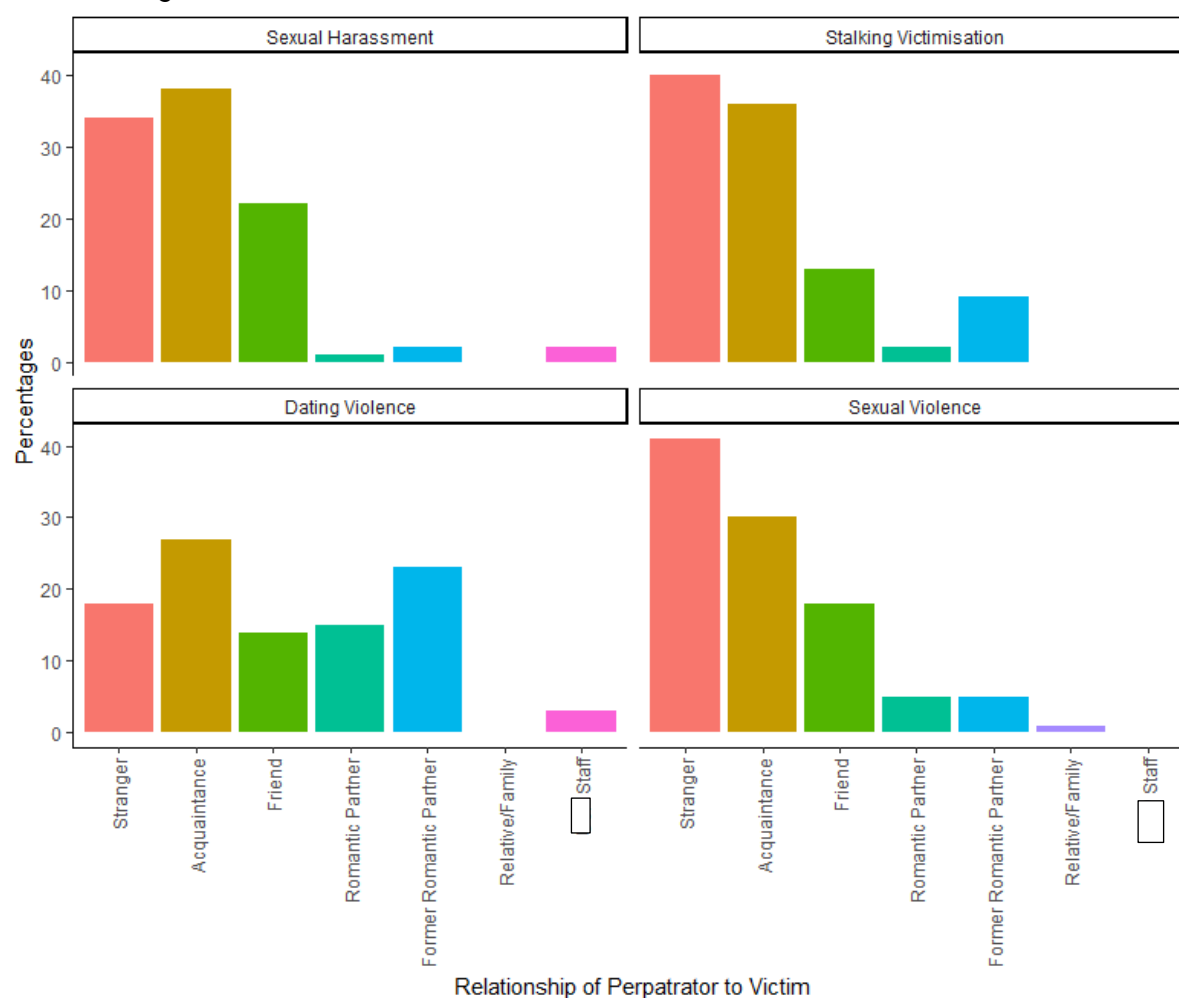 Sexual Harassment
Stalking Victimisation
40
30
20
10
0
Percentages
Dating Violence
Sexual Violence
40
30
20
10
0
Stranger
Acquaintance
Friend
Romantic Partner
Former Romantic Partner
Relative/Family
Staff
Stranger
Acquaintance
Friend
Romantic Partner
Former Romantic Partner
Relative/Family
Staff
Relationship of Perpatrator to Victim